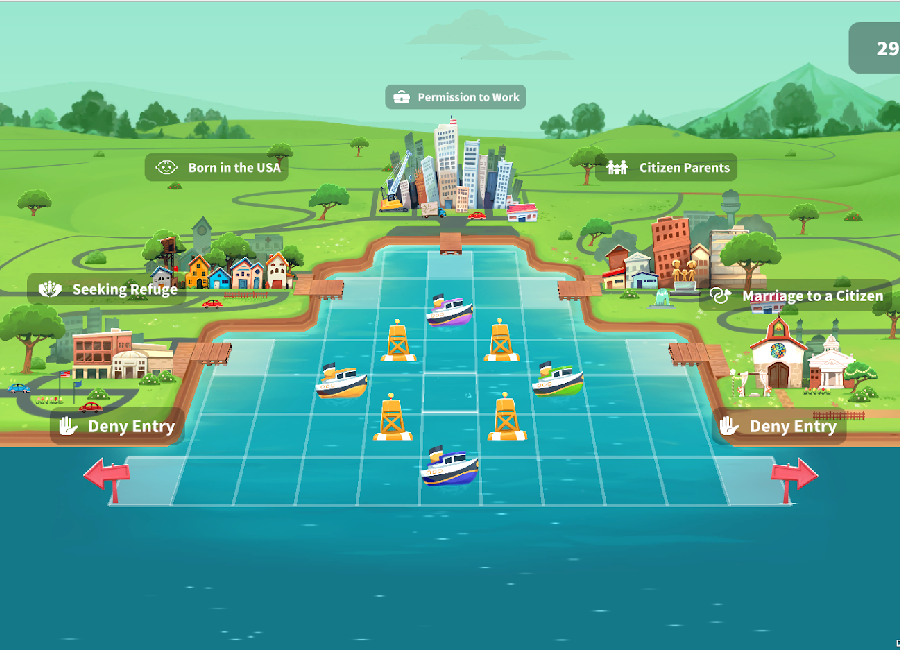 29
Permission to Work
Born in the USA
Citizen Parents
Seeking Refuge
Marriage to a Citizen
Deny Entry
Deny Entry